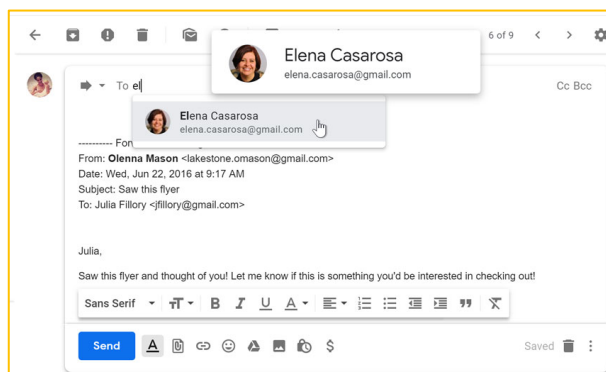 6 of 9
Elena Casarosa
elena.casarosa@gmail.com
To el
Cc Bcc
Elena Casarosa
elena.casarosa@gmail.com
---------- For
From: Olenna Mason <lakestone.omason@gmail.com>
Date: Wed, Jun 22, 2016 at 9:17 AM
Subject: Saw this flyer
To: Julia Fillory <jfillory@gmail.com>
Julia,
Saw this flyer and thought of you! Let me know if this is something you'd be interested in checking out!
Sans Serif
Send
Saved